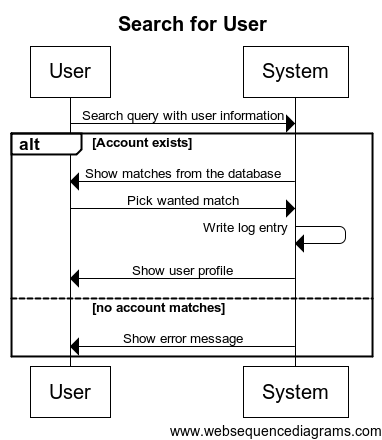 Search for User
User
System
Search query with user information
alt
[Account exists]
Show matches from the database
Pick wanted match
Write log entry
Show user profile
[no account matches]
Show error message
User
System
www.websequencediagrams.com